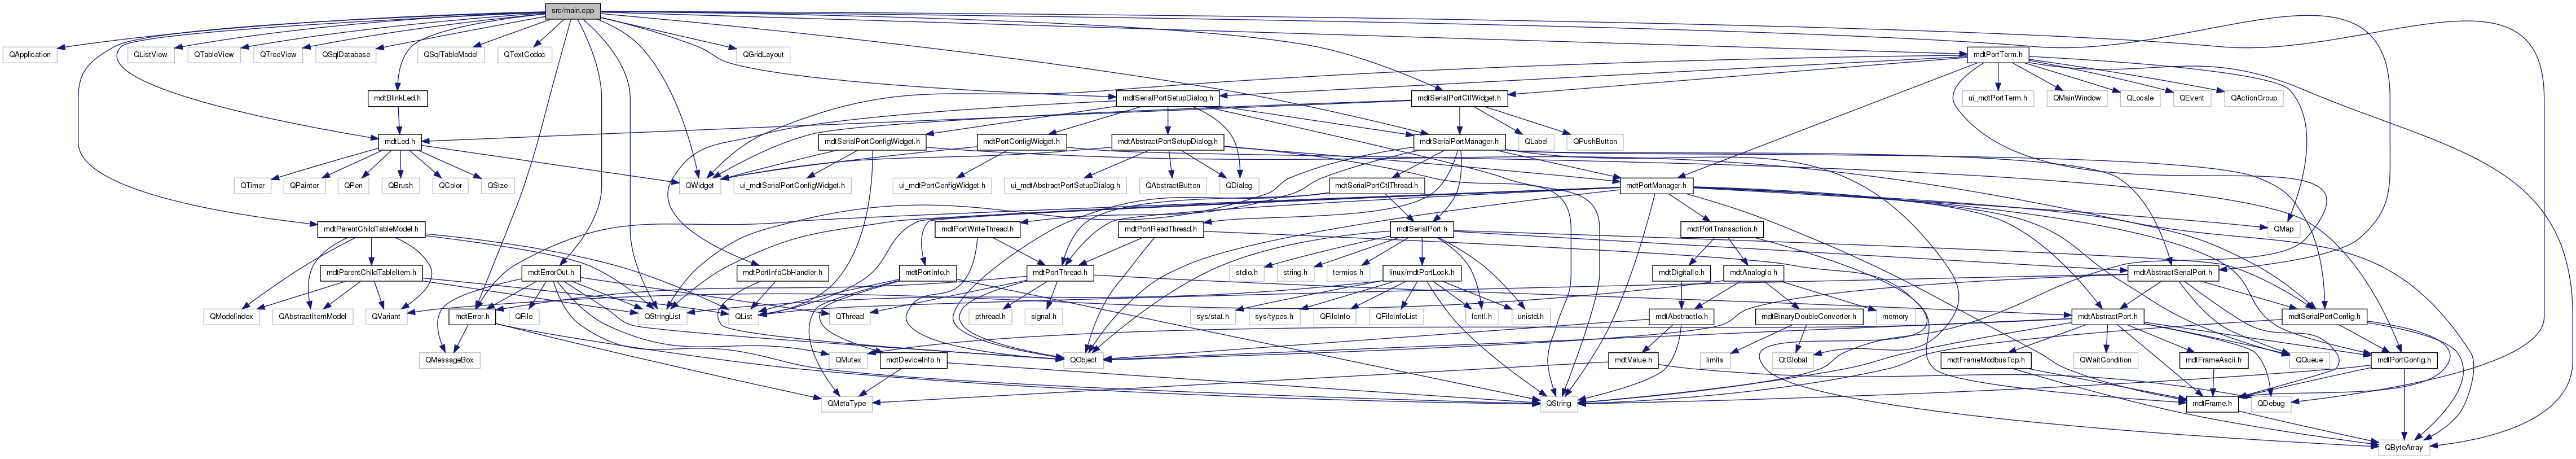 src/main.cpp
QApplication
QListView
QTableView
QTreeView
QSqlDatabase
QSqlTableModel
QTextCodec
QGridLayout
mdtPortTerm.h
mdtBlinkLed.h
mdtSerialPortSetupDialog.h
mdtSerialPortCtlWidget.h
ui_mdtPortTerm.h
QMainWindow
QLocale
QEvent
QActionGroup
mdtLed.h
mdtSerialPortConfigWidget.h
mdtPortConfigWidget.h
mdtAbstractPortSetupDialog.h
mdtSerialPortManager.h
QLabel
QPushButton
QTimer
QPainter
QPen
QBrush
QColor
QSize
QWidget
ui_mdtSerialPortConfigWidget.h
ui_mdtPortConfigWidget.h
ui_mdtAbstractPortSetupDialog.h
QAbstractButton
QDialog
mdtSerialPortCtlThread.h
mdtPortManager.h
mdtParentChildTableModel.h
mdtPortWriteThread.h
mdtPortReadThread.h
mdtSerialPort.h
mdtPortTransaction.h
QMap
mdtParentChildTableItem.h
mdtErrorOut.h
mdtPortInfoCbHandler.h
mdtPortInfo.h
mdtPortThread.h
stdio.h
string.h
termios.h
linux/mdtPortLock.h
mdtDigitalIo.h
mdtAnalogIo.h
mdtAbstractSerialPort.h
QModelIndex
QAbstractItemModel
QVariant
mdtError.h
QFile
QStringList
QList
QThread
pthread.h
signal.h
sys/stat.h
sys/types.h
QFileInfo
QFileInfoList
fcntl.h
unistd.h
mdtAbstractIo.h
mdtBinaryDoubleConverter.h
memory
mdtAbstractPort.h
mdtSerialPortConfig.h
QMessageBox
QMutex
mdtDeviceInfo.h
QObject
mdtValue.h
limits
QtGlobal
mdtFrameModbusTcp.h
QWaitCondition
mdtFrameAscii.h
QQueue
mdtPortConfig.h
QMetaType
QString
mdtFrame.h
QDebug
QByteArray